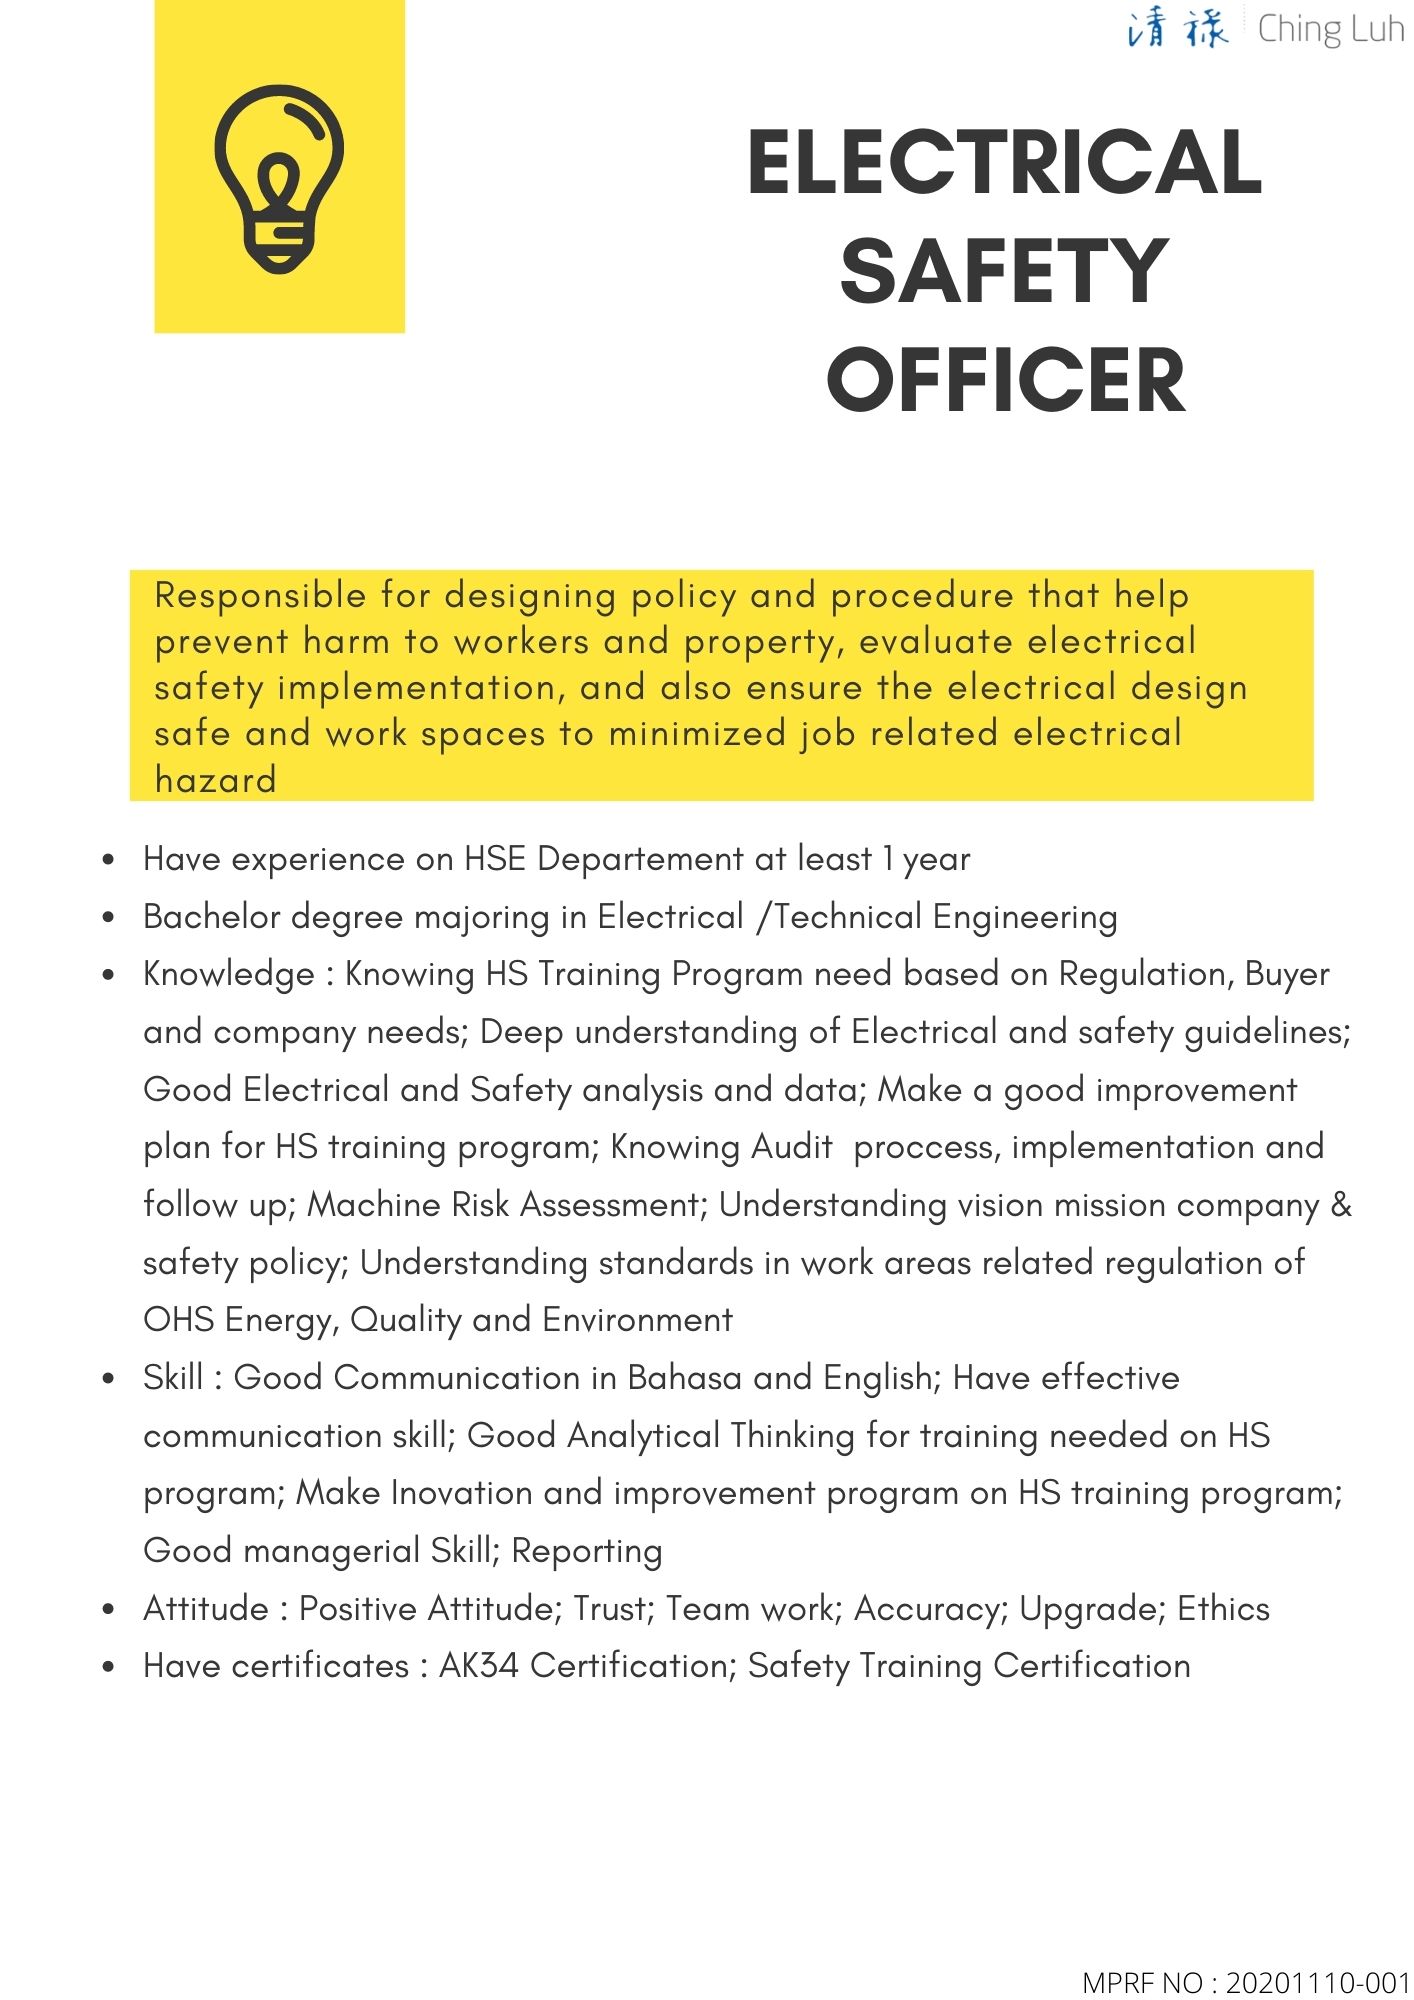 清 祿 Ching Luh
ELECTRICAL
SAFETY
OFFICER
Responsible for designing policy and procedure that help
prevent harm to workers and property, evaluate electrical
safety implementation, and also ensure the electrical design
safe and work spaces to minimized job related electrical
hazard
• Have experience on HSE Departement at least 1 year
• Bachelor degree majoring in Electrical /Technical Engineering
• Knowledge : Knowing HS Training Program need based on Regulation, Buyer
and company needs; Deep understanding of Electrical and safety guidelines;
Good Electrical and Safety analysis and data; Make a good improvement
plan for HS training program; Knowing Audit  proccess, implementation and
follow up; Machine Risk Assessment; Understanding vision mission company &
safety policy; Understanding standards in work areas related regulation of
OHS Energy, Quality and Environment
• Skill : Good Communication in Bahasa and English; Have effective
communication skill; Good Analytical Thinking for training needed on HS
program; Make Inovation and improvement program on HS training program;
Good managerial Skill; Reporting
• Attitude : Positive Attitude; Trust; Team work; Accuracy; Upgrade; Ethics
• Have certificates : AK34 Certification; Safety Training Certification
MPRF NO : 20201110-001